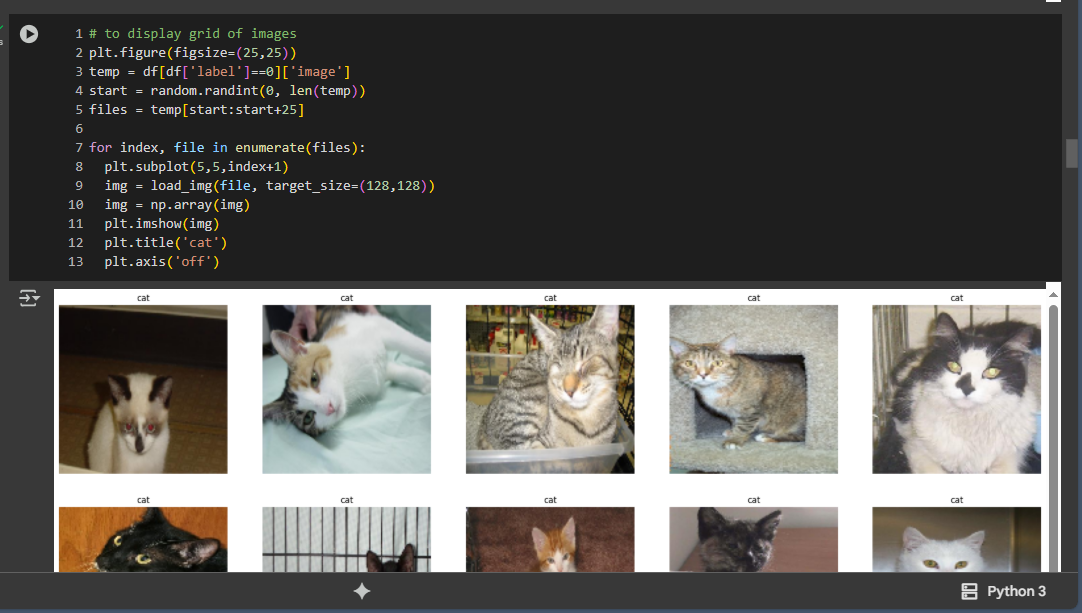 1 # to display grid of images
2 plt.figure(figsize=(25,25))
3 temp = df[df['label']==0]['image']
4 start = random.randint(0, len(temp))
5 files = temp[start:start+25]
6
7 for index, file in enumerate(files):
8   plt.subplot(5,5,index+1)
9   img = load_img(file, target_size=(128,128))
10   img = np.array(img)
11   plt.imshow(img)
12   plt.title('cat')
13   plt.axis('off')
cat cat cat cat cat
cat cat cat cat cat
Python 3